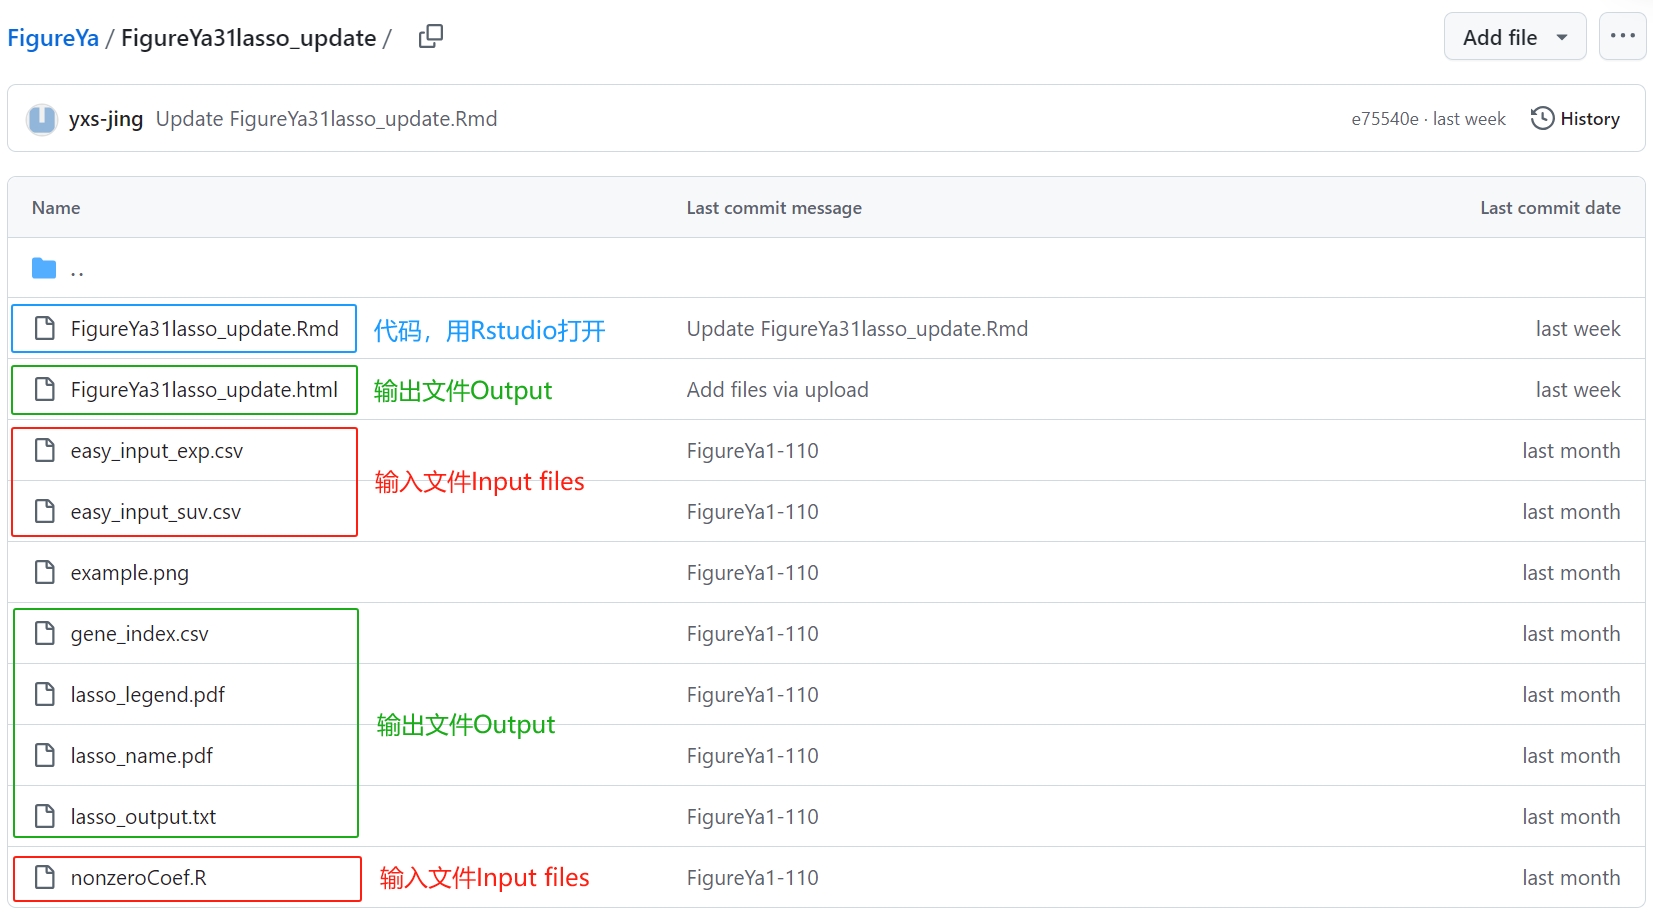 FigureYa / FigureYa31lasso_update /
Add file
yxs-jing Update FigureYa31lasso_update.Rmd
e75540e · last week
History
Name Last commit message Last commit date
..
FigureYa31lasso_update.Rmd 代码，用Rstudio打开 Update FigureYa31lasso_update.Rmd last week
FigureYa31lasso_update.html 输出文件Output Add files via upload last week
easy_input_exp.csv FigureYa1-110 last month
输入文件Input files
easy_input_suv.csv FigureYa1-110 last month
example.png FigureYa1-110 last month
gene_index.csv FigureYa1-110 last month
lasso_legend.pdf FigureYa1-110 last month
输出文件Output
lasso_name.pdf FigureYa1-110 last month
lasso_output.txt FigureYa1-110 last month
nonzeroCoef.R 输入文件Input files FigureYa1-110 last month